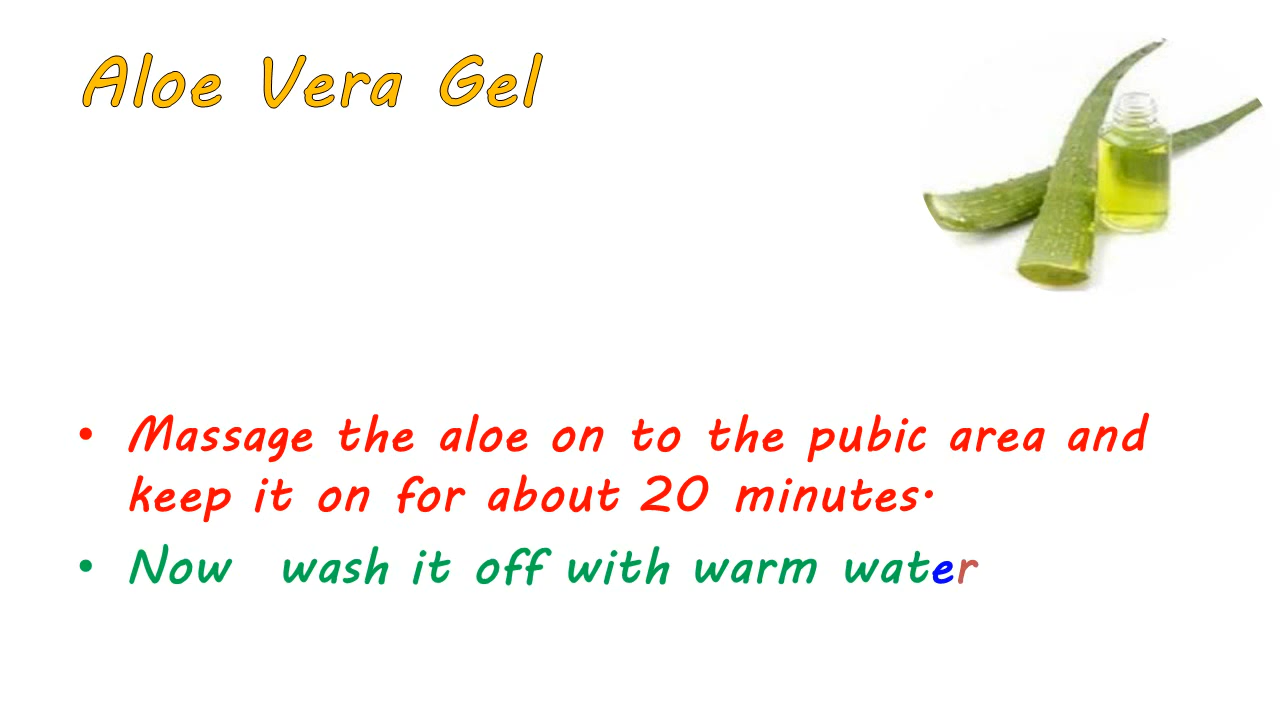 Aloe Vera Gel
• Massage the aloe on to the pubic area and
keep it on for about 20 minutes.
• Now wash it off with warm water